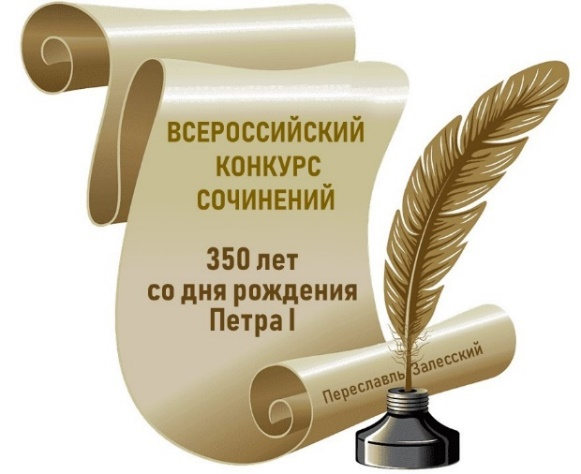 ВСЕРОССИЙСКИЙ
КОНКУРС
СОЧИНЕНИЙ
350 лет
со дня рождения
Петра I
Переславль Залесский